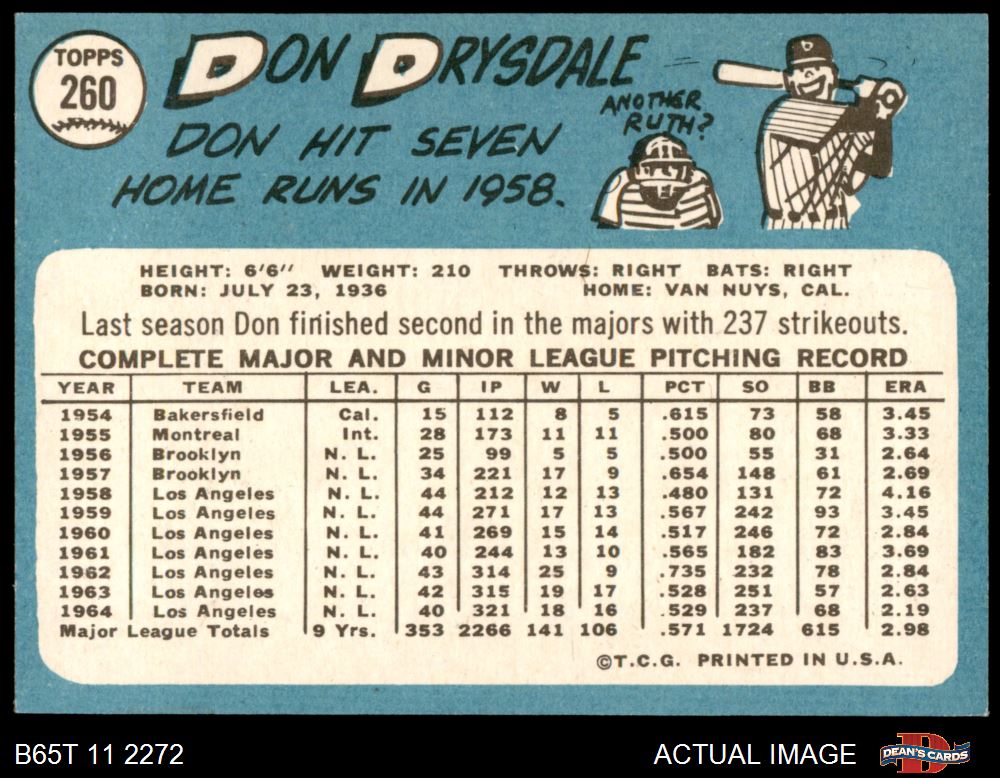 TOPPS
260
DON DRYSDALE
DON HIT SEVEN
HOME RUNS IN 1958.
ANOTHER
RUTH?
D
HEIGHT: 6'6" WEIGHT: 210 THROWS: RIGHT BATS: RIGHT
BORN: JULY 23, 1936 HOME: VAN NUYS, CAL.
Last season Don finished second in the majors with 237 strikeouts.
COMPLETE MAJOR AND MINOR LEAGUE PITCHING RECORD
YEAR TEAM LEA. G IP W L PCT SO BB ERA
1954 Bakersfield Cal. 15 112 8 5 .615 73 58 3.45
1955 Montreal Int. 28 173 11 11 .500 80 68 3.33
1956 Brooklyn N. L. 25 99 5 5 .500 55 31 2.64
1957 Brooklyn N. L. 34 221 17 9 .654 148 61 2.69
1958 Los Angeles N. L. 44 212 12 13 .480 131 72 4.16
1959 Los Angeles N. L. 44 271 17 13 .567 242 93 3.45
1960 Los Angeles N. L. 41 269 15 14 .517 246 72 2.84
1961 Los Angeles N. L. 40 244 13 10 .565 182 83 3.69
1962 Los Angeles N. L. 43 314 25 9 .735 232 78 2.84
1963 Los Angeles N. L. 42 315 19 17 .528 251 57 2.63
1964 Los Angeles N. L. 40 321 18 16 .529 237 68 2.19
Major League Totals 9 Yrs. 353 2266 141 106 .571 1724 615 2.98
©T.C.G. PRINTED IN U.S.A.
B65T 11 2272 ACTUAL IMAGE D DEAN'S CARDS